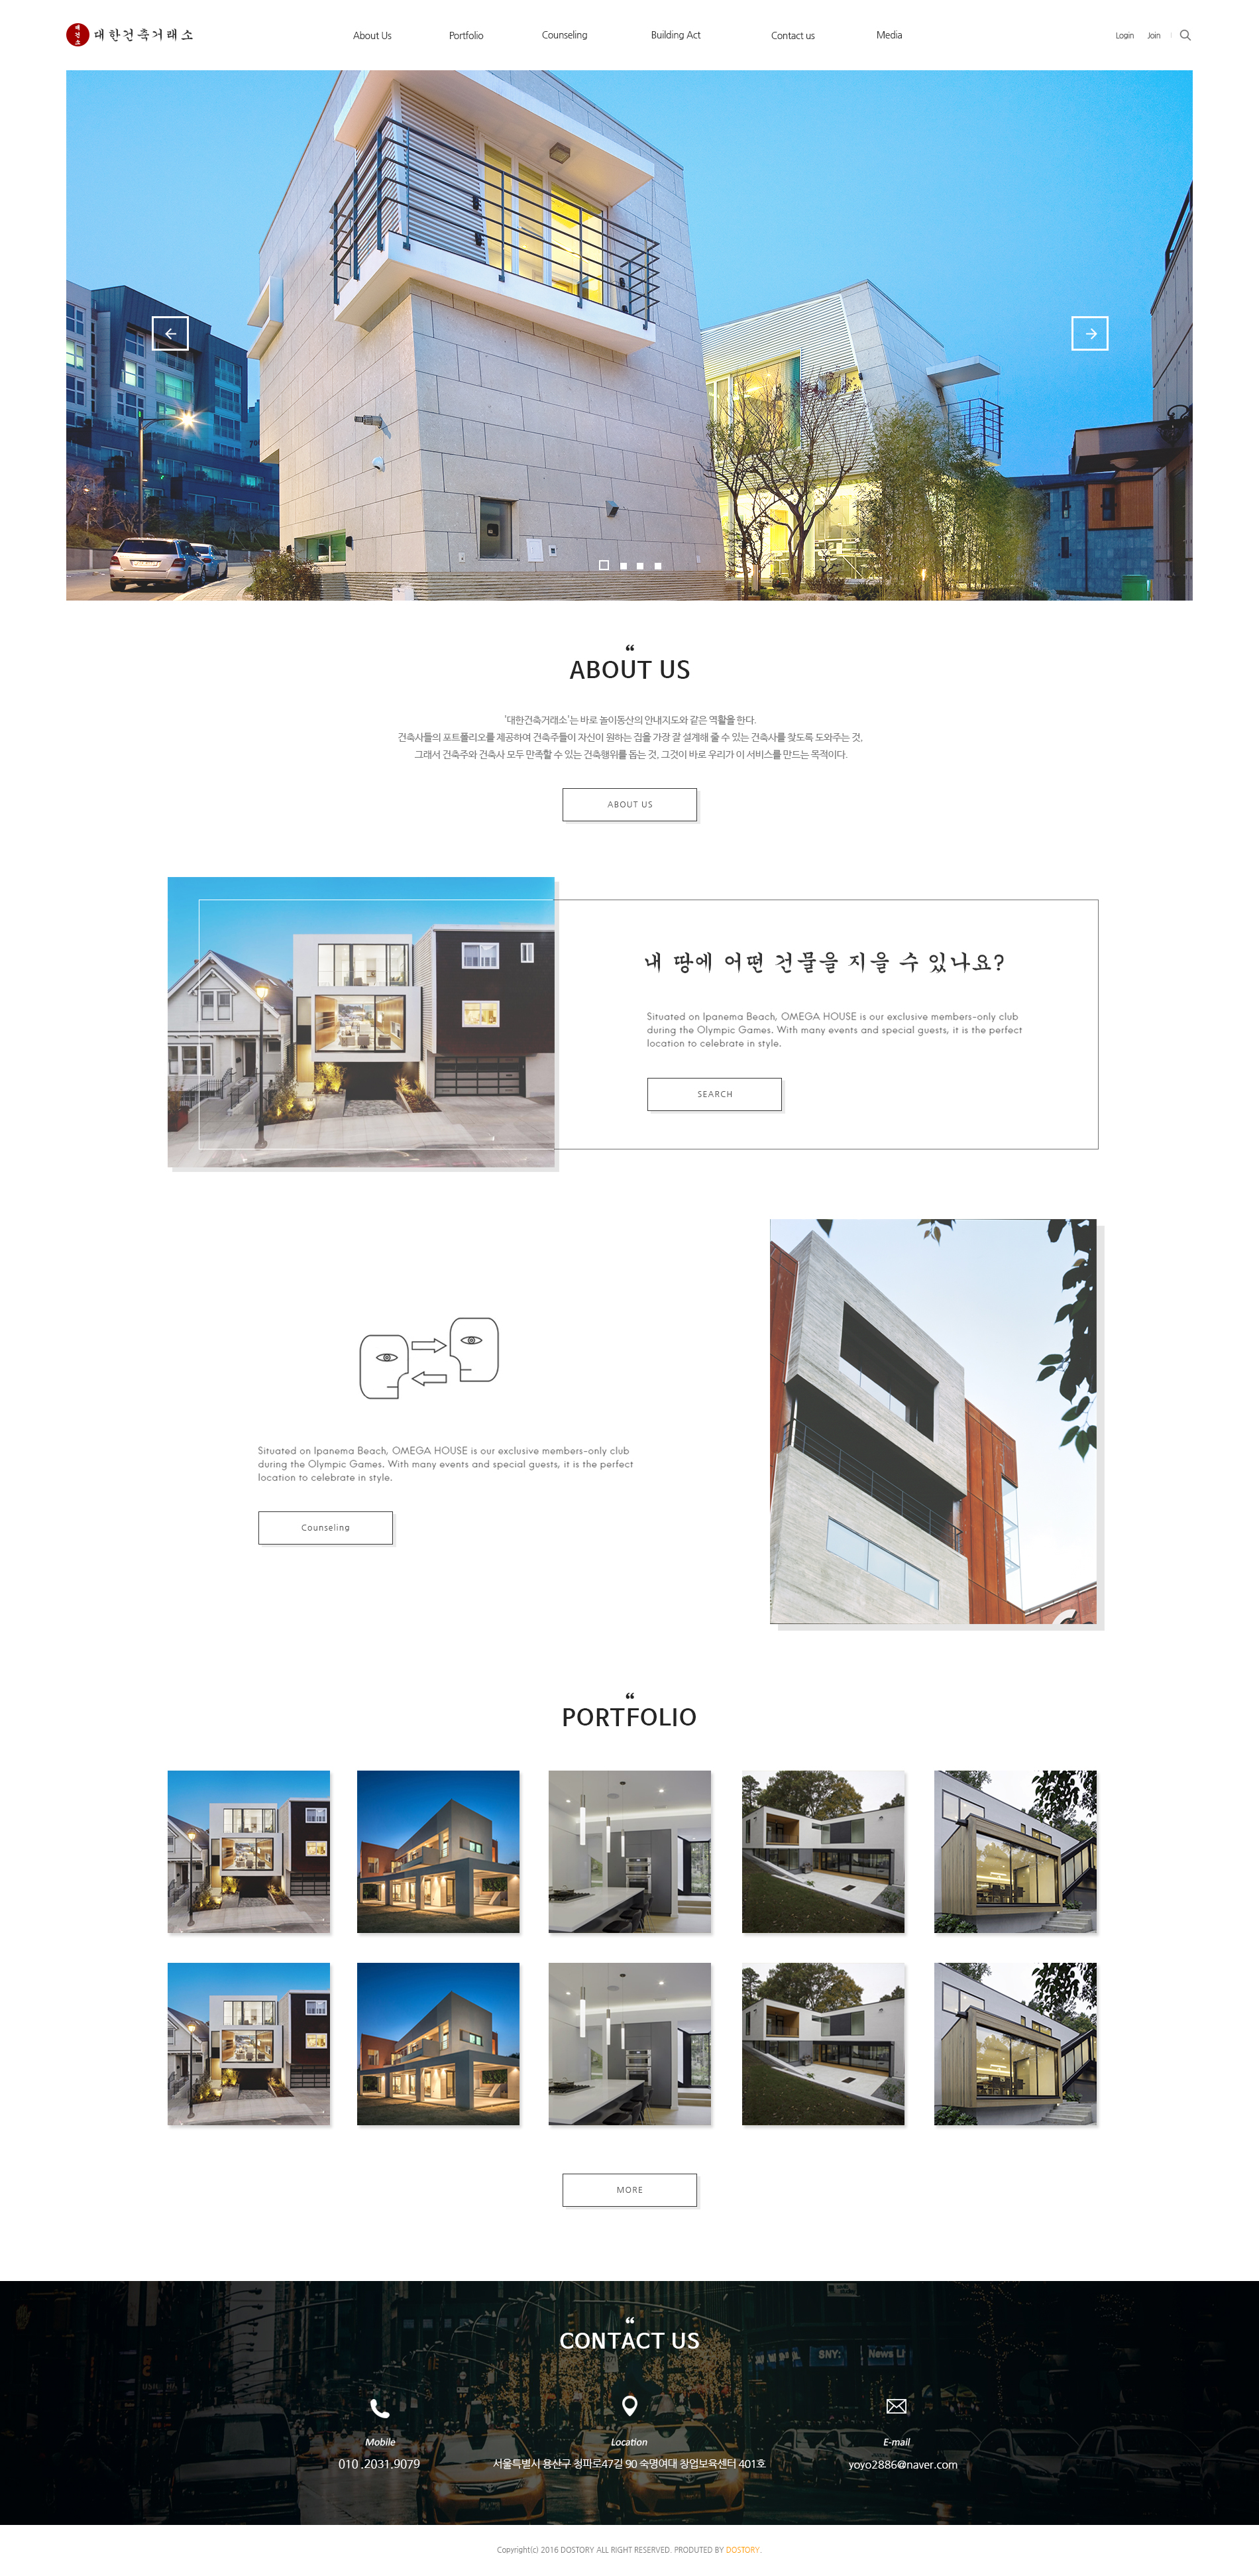 대건소
대한건축거래소
About Us
Portfolio
Counseling
Building Act
Contact us
Media
Login
Join
“
ABOUT US
'대한건축거래소'는 바로 놀이동산의 안내지도와 같은 역활을 한다.
건축사들의 포트폴리오를 제공하여 건축주들이 자신이 원하는 집을 가장 잘 설계해 줄 수 있는 건축사를 찾도록 도와주는 것,
그래서 건축주와 건축사 모두 만족할 수 있는 건축행위를 돕는 것, 그것이 바로 우리가 이 서비스를 만드는 목적이다.
ABOUT US
내 땅에 어떤 건물을 지을 수 있나요?
Situated on Ipanema Beach, OMEGA HOUSE is our exclusive members-only club
during the Olympic Games. With many events and special guests, it is the perfect
location to celebrate in style.
SEARCH
Situated on Ipanema Beach, OMEGA HOUSE is our exclusive members-only club
during the Olympic Games. With many events and special guests, it is the perfect
location to celebrate in style.
Counseling
“
PORTFOLIO
MORE
“
CONTACT US
Mobile
010 .2031.9079
Location
서울특별시 용산구 청파로47길 90 숙명여대 창업보육센터 401호
E-mail
yoyo2886@naver.com
Copyright(c) 2016 DOSTORY ALL RIGHT RESERVED. PRODUTED BY DOSTORY.